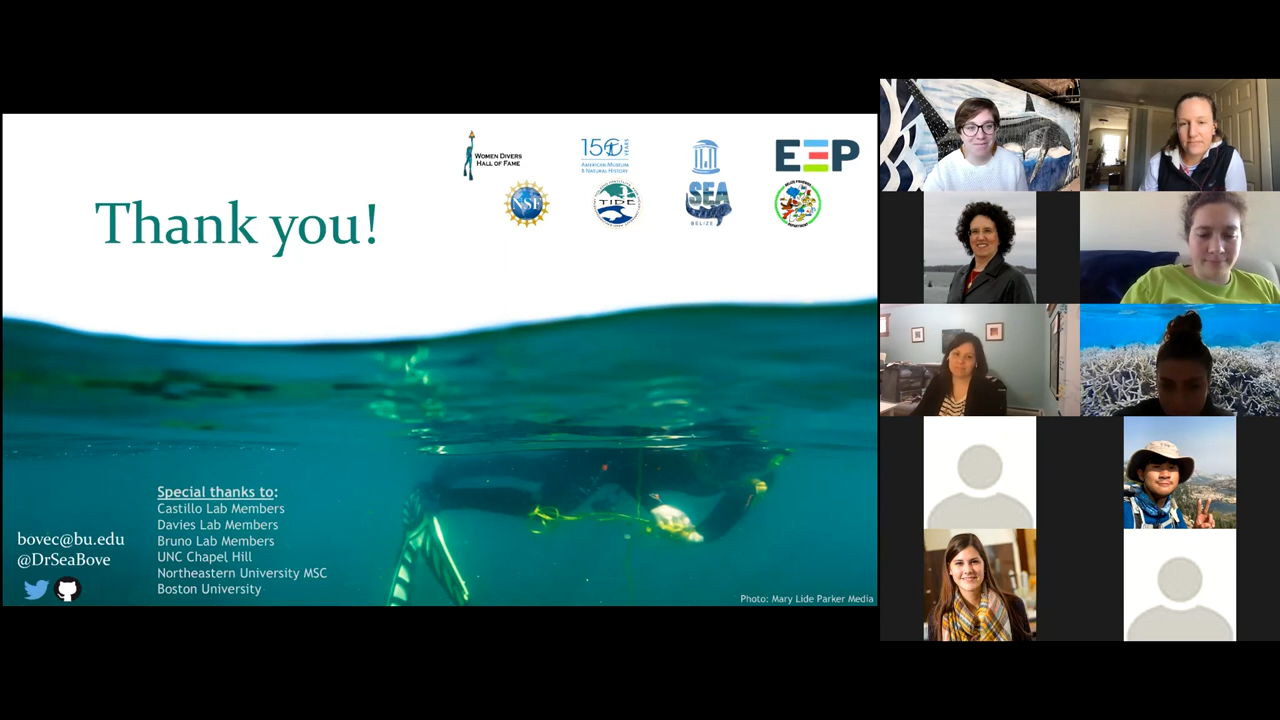 Thank you!
WOMEN DIVERS
HALL OF FAME
150 YEARS
AMERICAN MUSEUM
& NATURAL HISTORY
EEP
NSF
TIDE
SEA
BELIZE
Special thanks to:
Castillo Lab Members
Davies Lab Members
Bruno Lab Members
UNC Chapel Hill
Northeastern University MSC
Boston University
bovec@bu.edu
@DrSeaBove
Photo: Mary Lide Parker Media